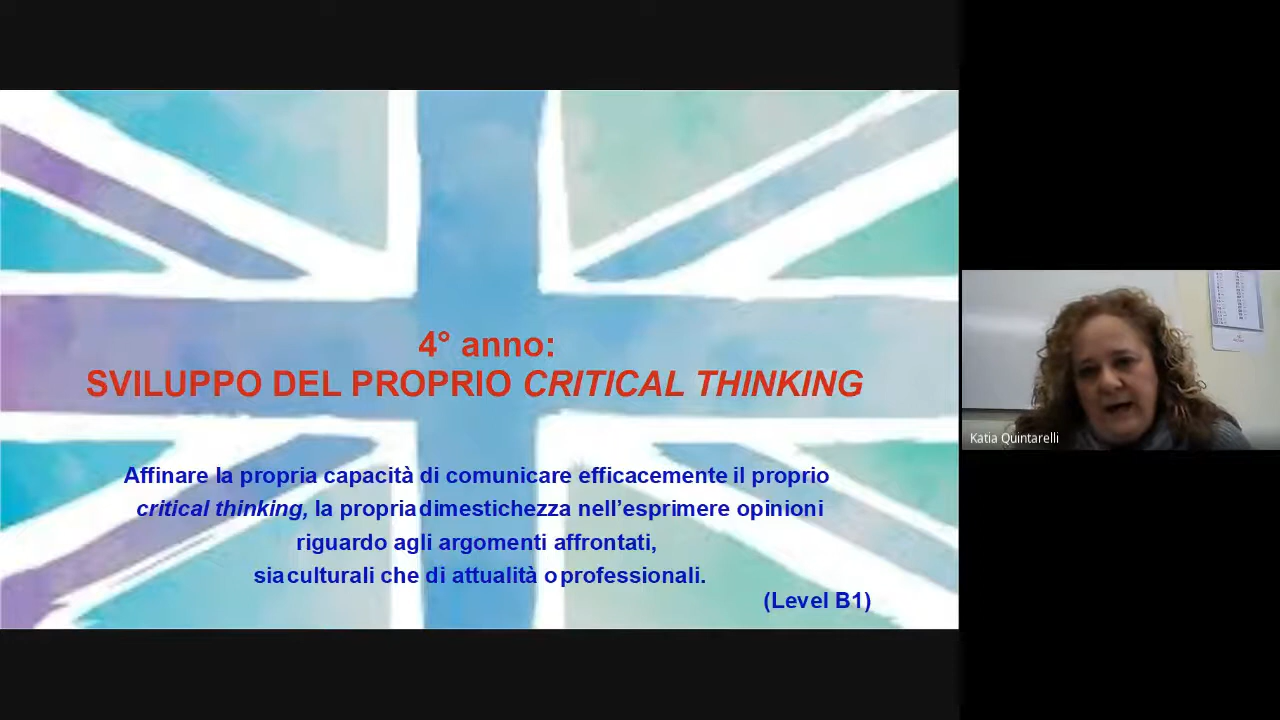 4° anno:
SVILUPPO DEL PROPRIO CRITICAL THINKING
Affinare la propria capacità di comunicare efficacemente il proprio
critical thinking, la propria dimestichezza nell'esprimere opinioni
riguardo agli argomenti affrontati,
sia culturali che di attualità o professionali.
(Level B1)
Katia Quintarelli